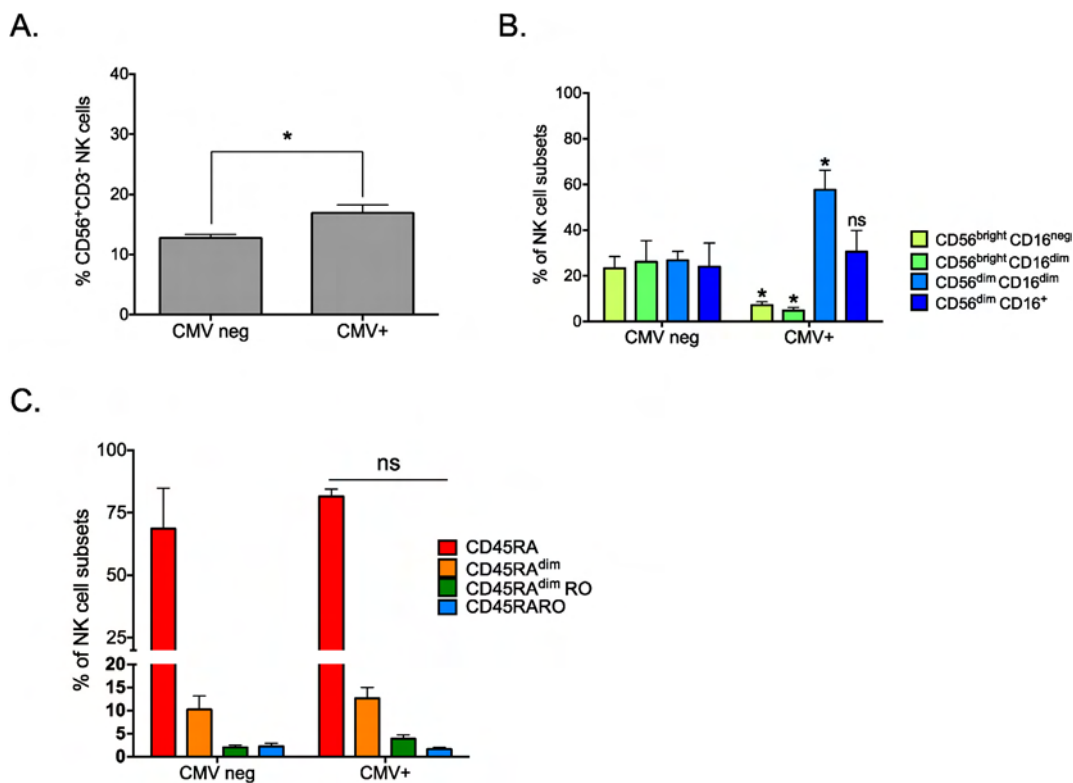 A.
% CD56⁺CD3⁻ NK cells
40
30
20
10
0
*
CMV neg CMV+
B.
% of NK cell subsets
100
80
60
40
20
0
* * * ns
CMV neg CMV+
CD56ᵇʳⁱᵍʰᵗ CD16ⁿᵉᵍ
CD56ᵇʳⁱᵍʰᵗ CD16ᵈⁱᵐ
CD56ᵈⁱᵐ CD16ᵈⁱᵐ
CD56ᵈⁱᵐ CD16⁺
C.
% of NK cell subsets
100
75
50
25
20
15
10
5
0
ns
CMV neg CMV+
CD45RA
CD45RAᵈⁱᵐ
CD45RAᵈⁱᵐ RO
CD45RARO